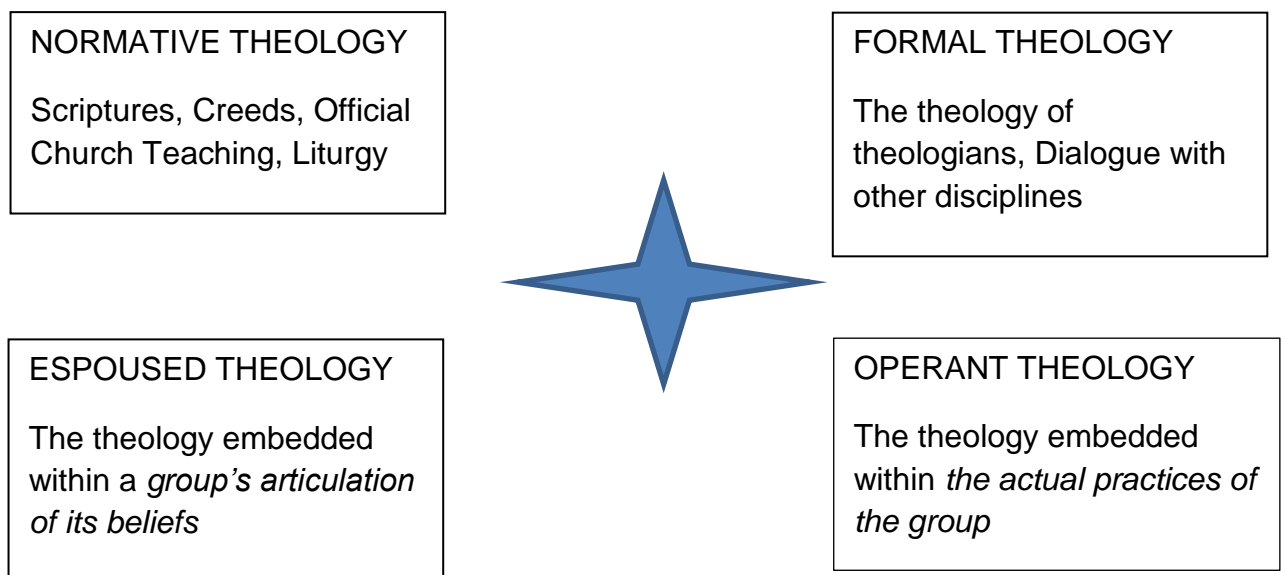 NORMATIVE THEOLOGY
Scriptures, Creeds, Official
Church Teaching, Liturgy
FORMAL THEOLOGY
The theology of
theologians, Dialogue with
other disciplines
ESPOUSED THEOLOGY
The theology embedded
within a group’s articulation
of its beliefs
OPERANT THEOLOGY
The theology embedded
within the actual practices of
the group